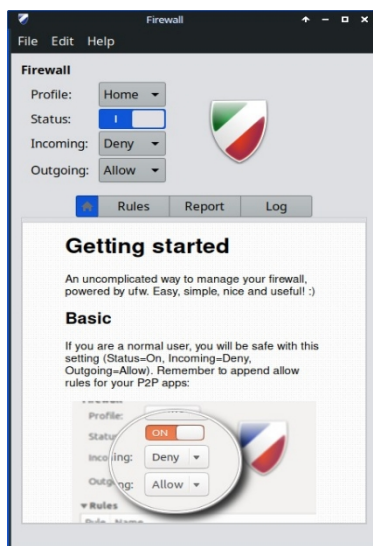 Firewall
File Edit Help
Firewall
Profile: Home
Status: I
Incoming: Deny
Outgoing: Allow
Rules Report Log
Getting started
An uncomplicated way to manage your firewall,
powered by ufw. Easy, simple, nice and useful! :)
Basic
If you are a normal user, you will be safe with this
setting (Status=On, Incoming=Deny,
Outgoing=Allow). Remember to append allow
rules for your P2P apps:
Profile:
ON
Deny
Allow
Rules
Rule Name